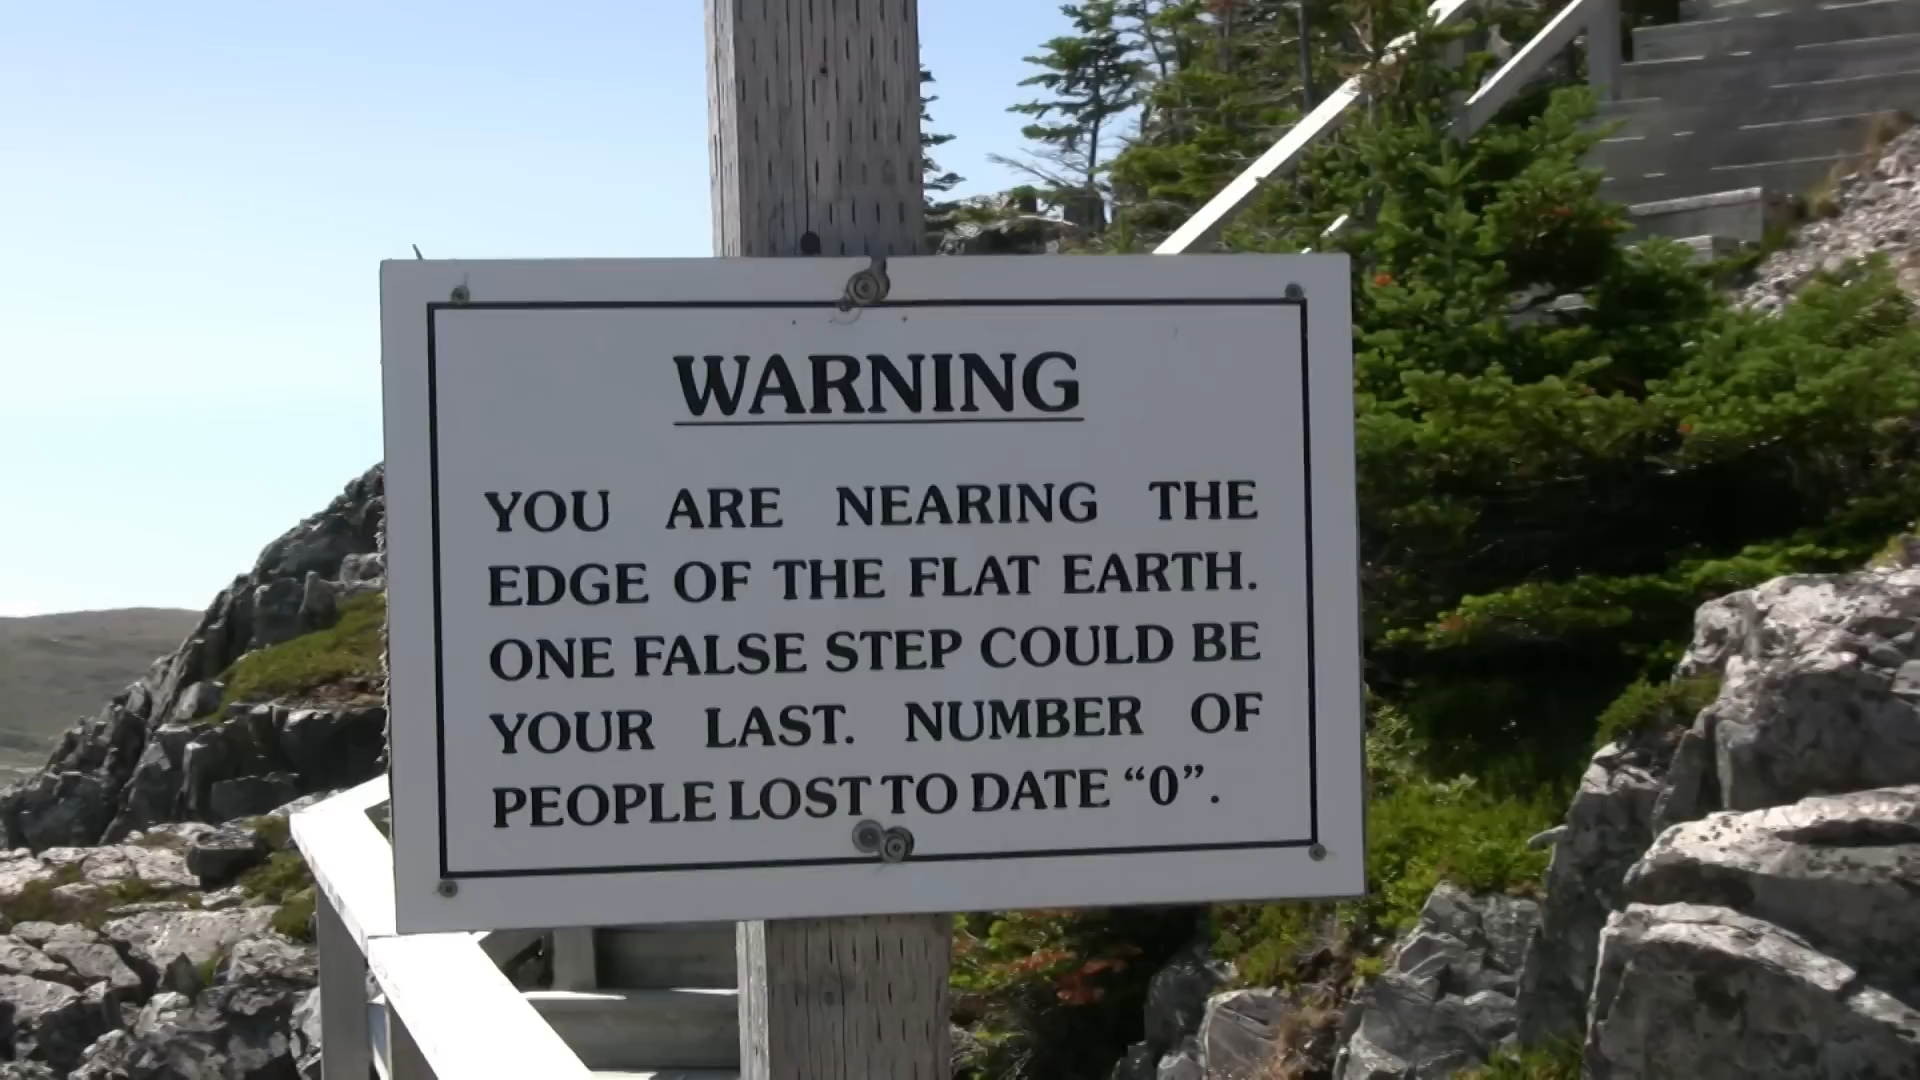 WARNING
YOU ARE NEARING THE
EDGE OF THE FLAT EARTH.
ONE FALSE STEP COULD BE
YOUR LAST. NUMBER OF
PEOPLE LOST TO DATE “0”.